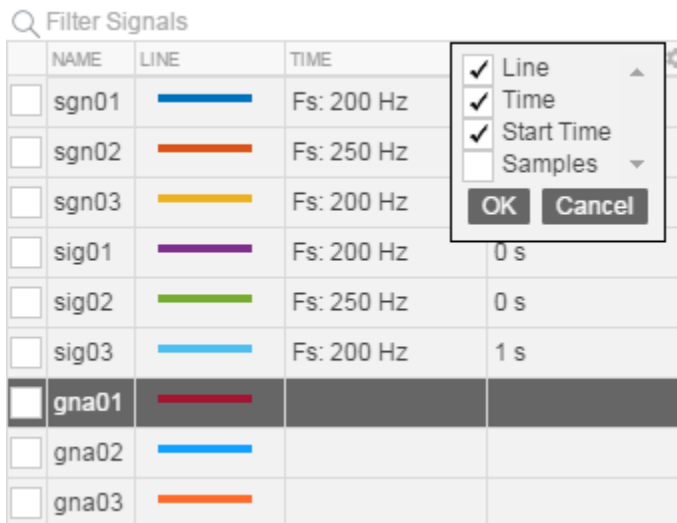 Filter Signals
NAME LINE TIME
Line
Time
Start Time
Samples
OK Cancel
sgn01 Fs: 200 Hz
sgn02 Fs: 250 Hz
sgn03 Fs: 200 Hz
sig01 Fs: 200 Hz 0 s
sig02 Fs: 250 Hz 0 s
sig03 Fs: 200 Hz 1 s
gna01
gna02
gna03